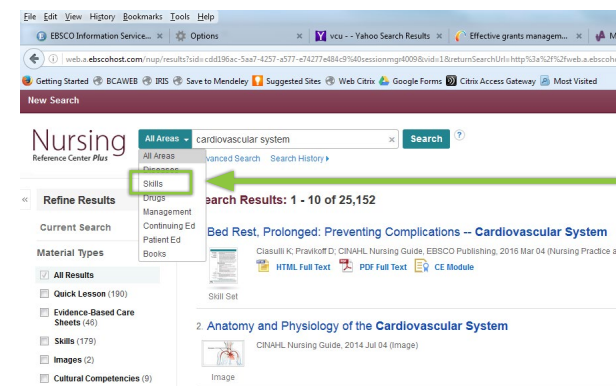 File Edit View History Bookmarks Tools Help
EBSCO Information Service... × Options × vcu - - Yahoo Search Results × Effective grants managem... × M
web.a.ebscohost.com/nup/results?sid=cdd196ac-5aa7-4257-a577-e74277e484c9%40sessionmgr4009&vid=1&returnSearchUrl=http%3a%2f%2fweb.a.ebscoho
Getting Started BCAWEB IRIS Save to Mendeley Suggested Sites Web Citrix Google Forms Citrix Access Gateway Most Visited
New Search
Nursing
Reference Center Plus
All Areas cardiovascular system × Search ?
All Areas
Diseases
Skills
Drugs
Management
Continuing Ed
Patient Ed
Books
vanced Search Search History
« Refine Results
Current Search
Material Types
All Results
Quick Lesson (190)
Evidence-Based Care
Sheets (46)
Skills (179)
Images (2)
Cultural Competencies (9)
earch Results: 1 - 10 of 25,152
Bed Rest, Prolonged: Preventing Complications -- Cardiovascular System
Ciasulli K; Pravikoff D; CINAHL Nursing Guide, EBSCO Publishing, 2016 Mar 04 (Nursing Practice a
HTML Full Text PDF Full Text CE Module
Skill Set
2. Anatomy and Physiology of the Cardiovascular System
CINAHL Nursing Guide, 2014 Jul 04 (Image)
Image